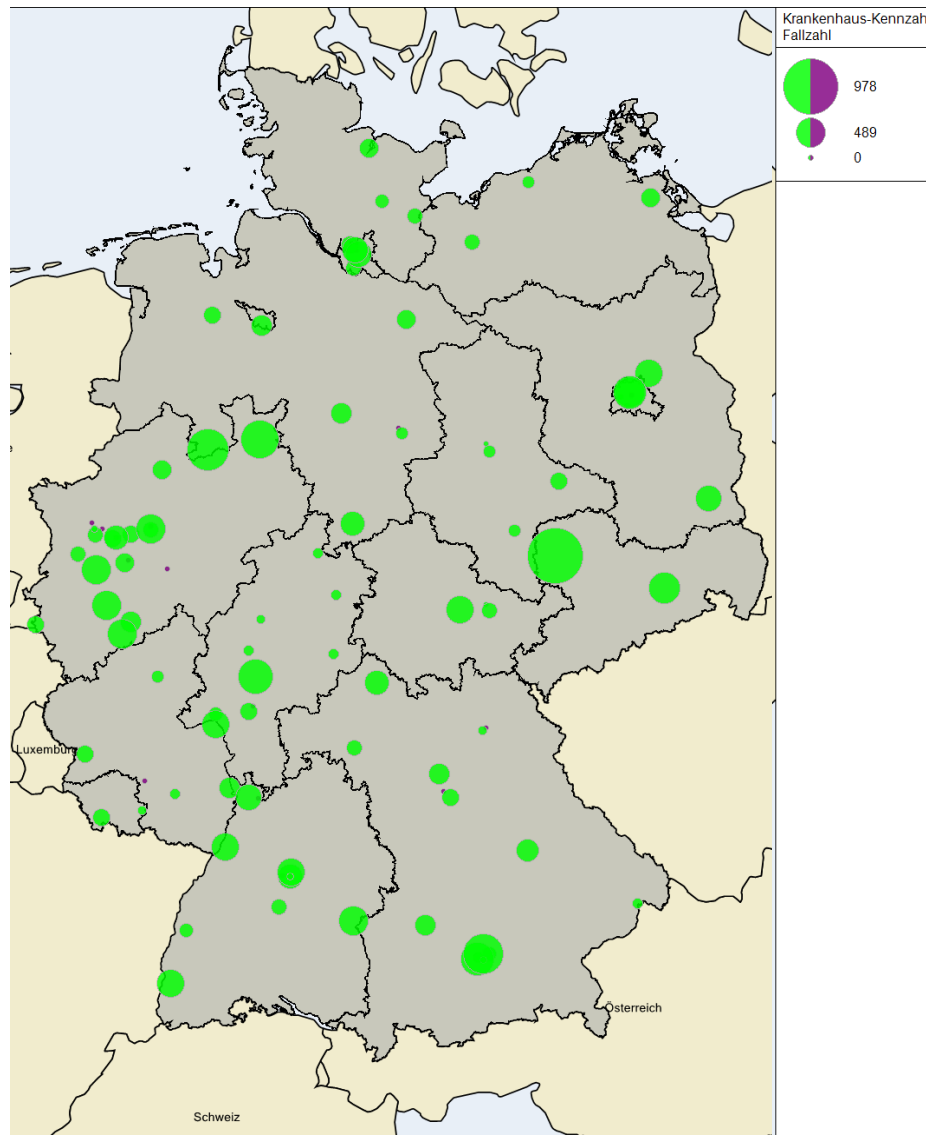 Krankenhaus-Kennzah
Fallzahl
978
489
0
e
Luxemburg
Österreich
Schweiz